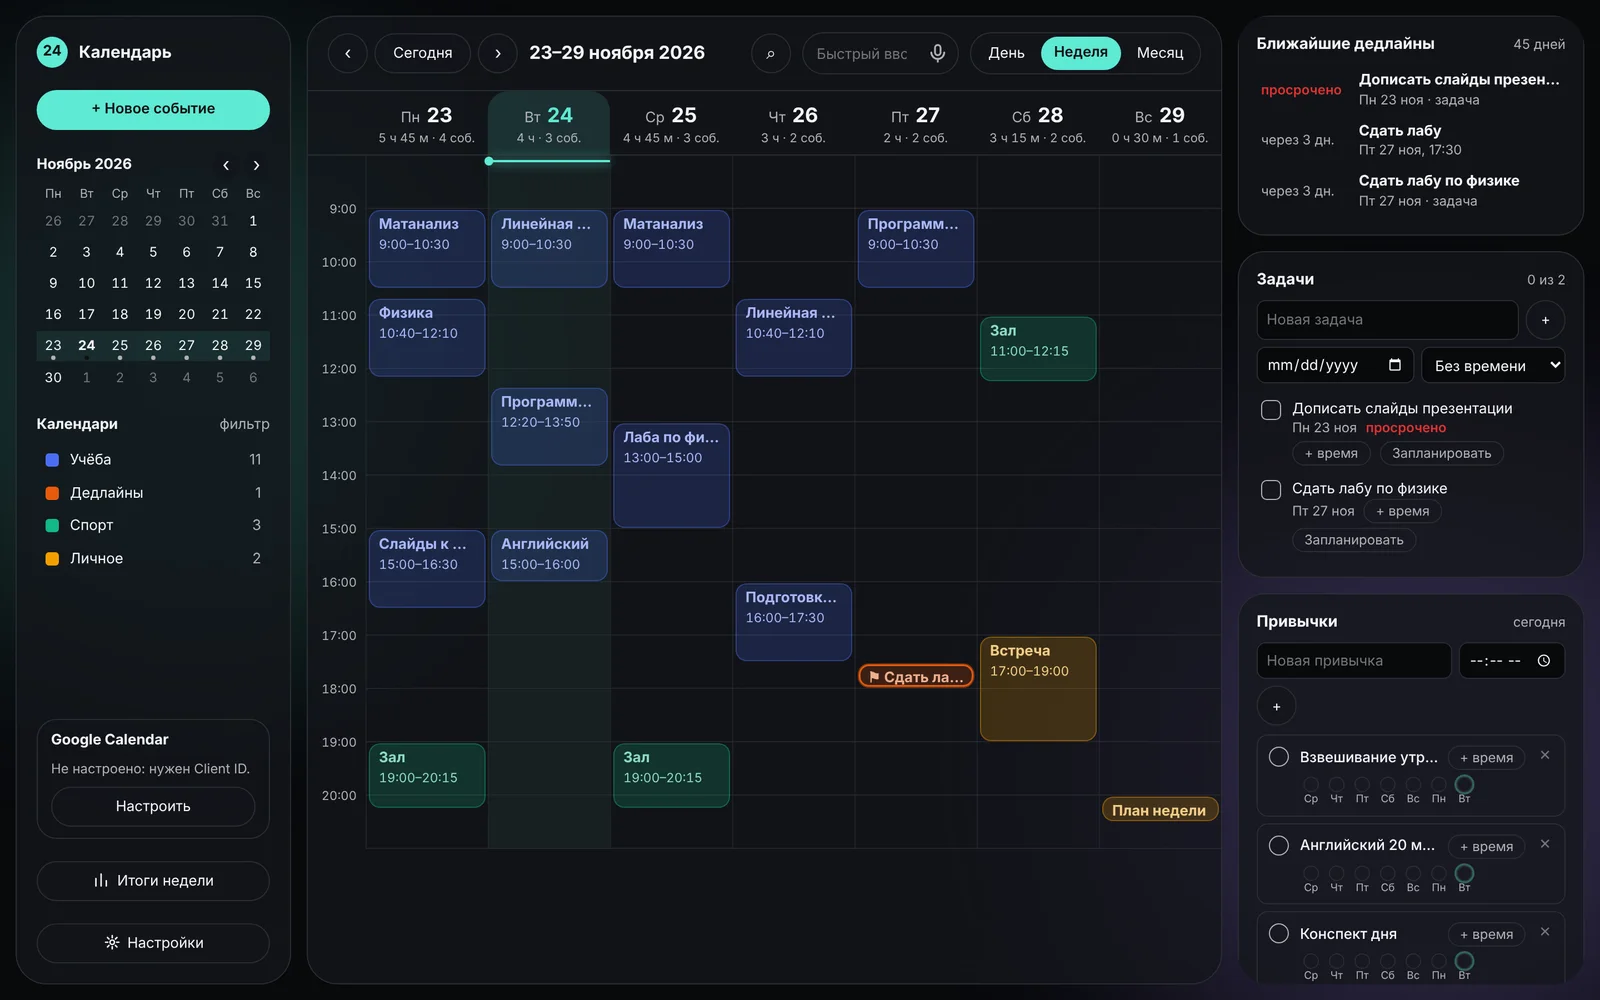 24 Календарь
+ Новое событие
Ноябрь 2026
Пн Вт Ср Чт Пт Сб Вс
26 27 28 29 30 31 1
2 3 4 5 6 7 8
9 10 11 12 13 14 15
16 17 18 19 20 21 22
23 24 25 26 27 28 29
30 1 2 3 4 5 6
Календари фильтр
Учёба 11
Дедлайны 1
Спорт 3
Личное 2
Google Calendar
Не настроено: нужен Client ID.
Настроить
Итоги недели
Настройки
‹ Сегодня › 23–29 ноября 2026
Быстрый ввс
День Неделя Месяц
Пн 23
5 ч 45 м · 4 соб.
Вт 24
4 ч · 3 соб.
Ср 25
4 ч 45 м · 3 соб.
Чт 26
3 ч · 2 соб.
Пт 27
2 ч · 2 соб.
Сб 28
3 ч 15 м · 2 соб.
Вс 29
0 ч 30 м · 1 соб.
9:00
10:00
11:00
12:00
13:00
14:00
15:00
16:00
17:00
18:00
19:00
20:00
Матанализ
9:00–10:30
Физика
10:40–12:10
Слайды к ...
15:00–16:30
Зал
19:00–20:15
Линейная ...
9:00–10:30
Программ...
12:20–13:50
Английский
15:00–16:00
Матанализ
9:00–10:30
Лаба по фи...
13:00–15:00
Зал
19:00–20:15
Линейная ...
10:40–12:10
Подготовк...
16:00–17:30
Программ...
9:00–10:30
⚑ Сдать ла...
Зал
11:00–12:15
Встреча
17:00–19:00
План недели
Ближайшие дедлайны 45 дней
просрочено Дописать слайды презен...
Пн 23 ноя · задача
через 3 дн. Сдать лабу
Пт 27 ноя, 17:30
через 3 дн. Сдать лабу по физике
Пт 27 ноя · задача
Задачи 0 из 2
Новая задача +
mm/dd/yyyy Без времени
Дописать слайды презентации
Пн 23 ноя просрочено
+ время Запланировать
Сдать лабу по физике
Пт 27 ноя + время
Запланировать
Привычки сегодня
Новая привычка --:-- --
+
Взвешивание утр... + время ×
Ср Чт Пт Сб Вс Пн Вт
Английский 20 м... + время ×
Ср Чт Пт Сб Вс Пн Вт
Конспект дня + время ×
Ср Чт Пт Сб Вс Пн Вт